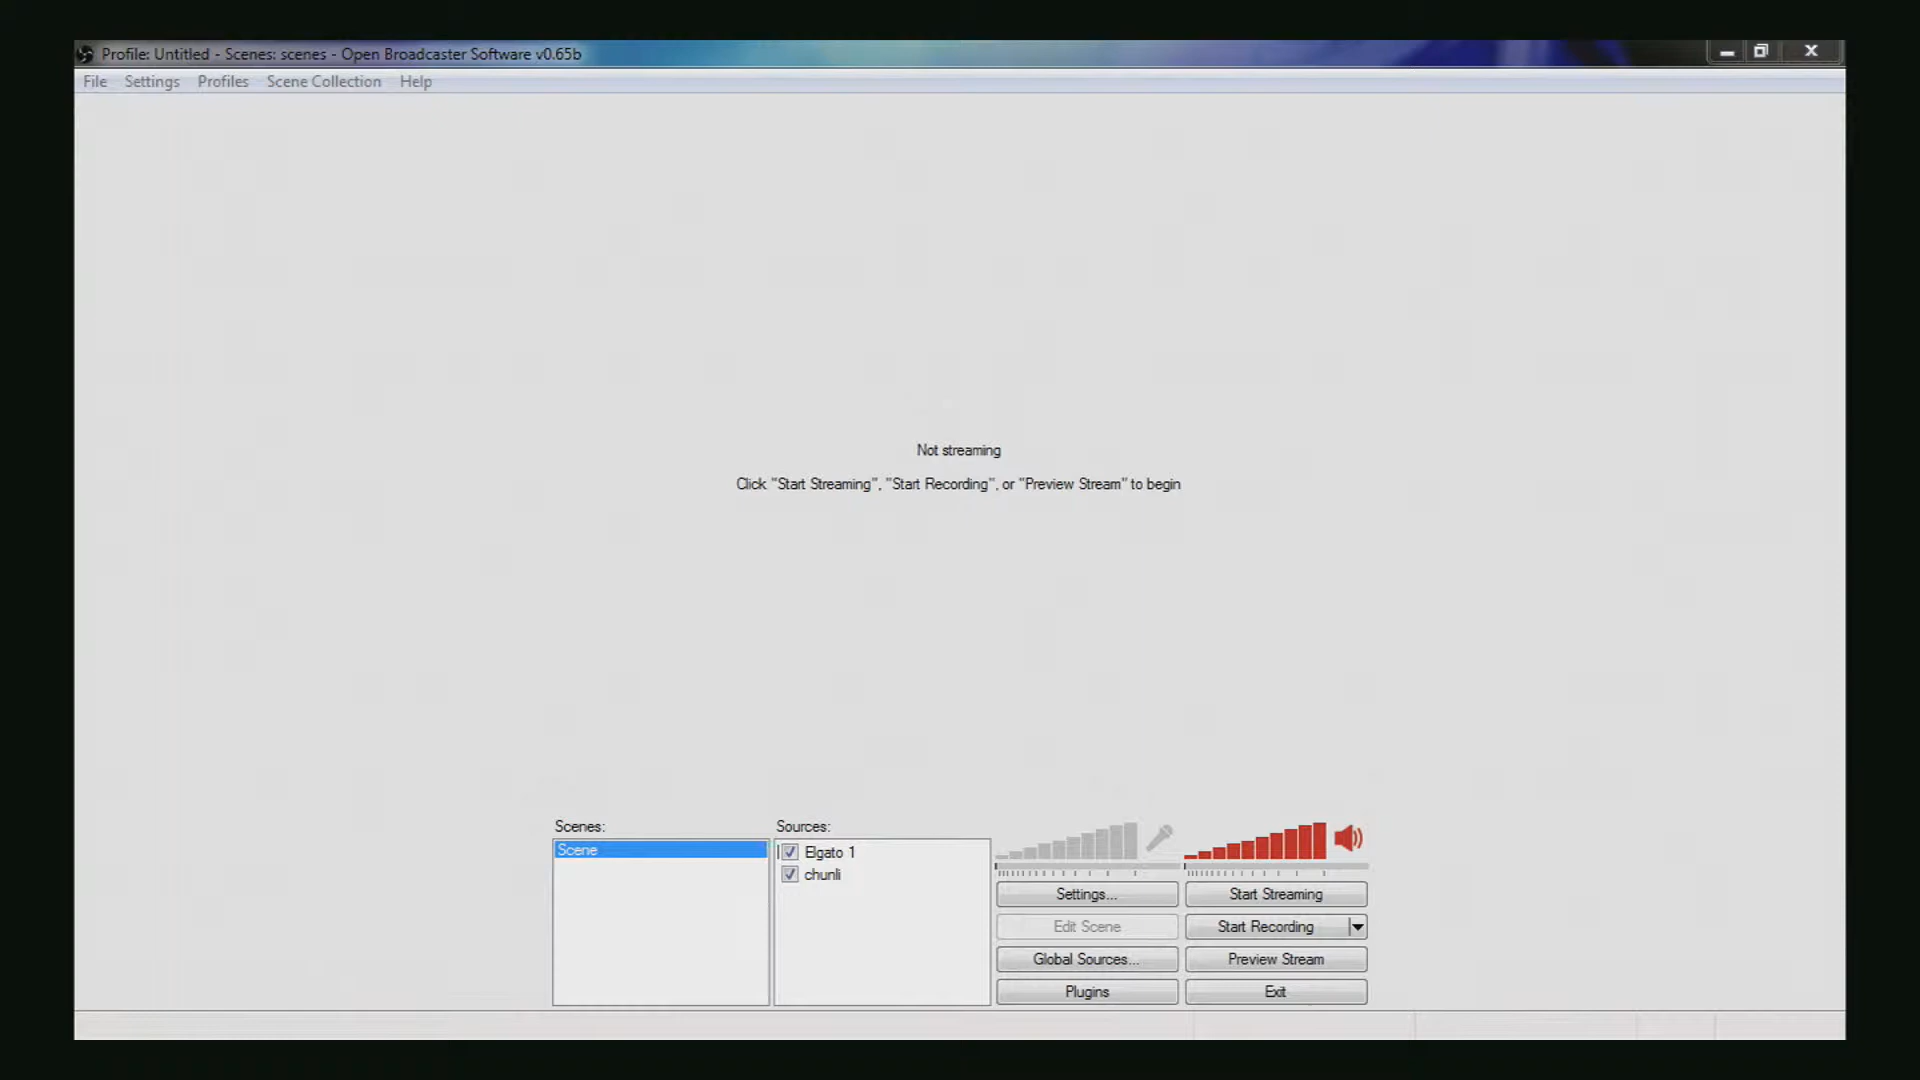 Profile: Untitled - Scenes: scenes - Open Broadcaster Software v0.65b
File Settings Profiles Scene Collection Help
Not streaming
Click "Start Streaming", "Start Recording", or "Preview Stream" to begin
Scenes:
Scene
Sources:
Elgato 1
chunli
Settings...
Start Streaming
Edit Scene
Start Recording
Global Sources...
Preview Stream
Plugins
Exit